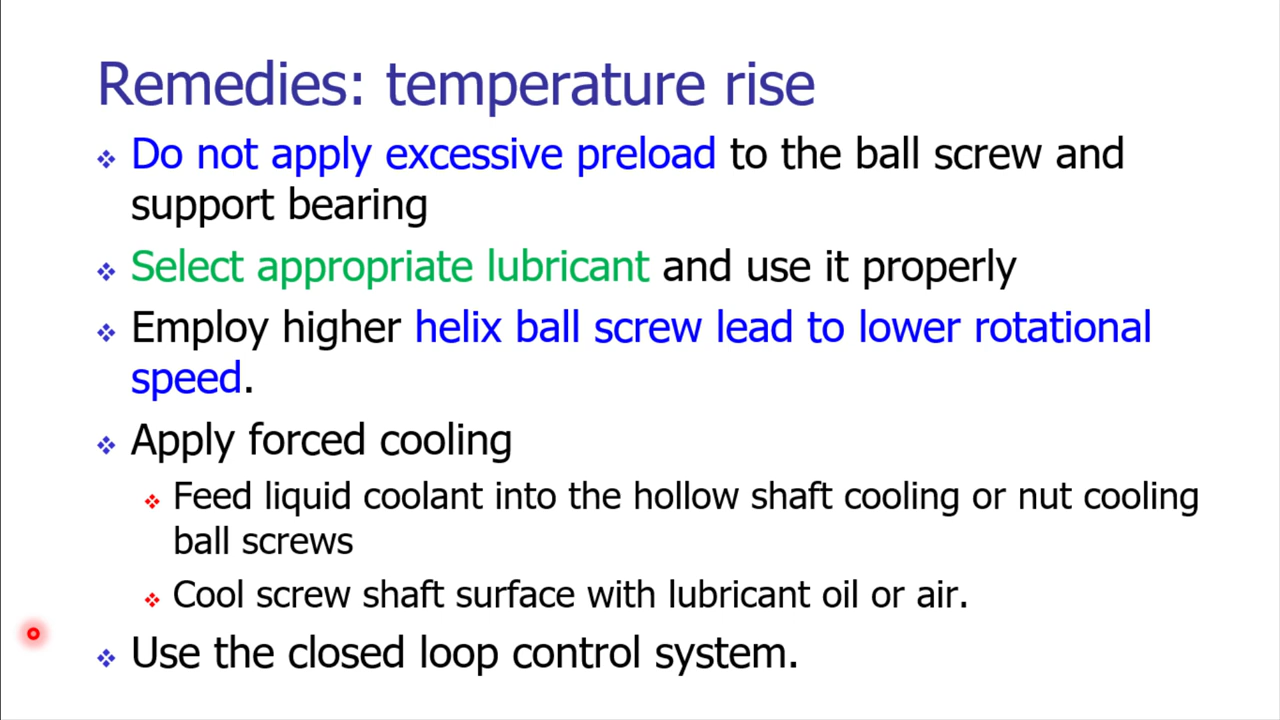 Remedies: temperature rise
Do not apply excessive preload to the ball screw and
support bearing
Select appropriate lubricant and use it properly
Employ higher helix ball screw lead to lower rotational
speed.
Apply forced cooling
Feed liquid coolant into the hollow shaft cooling or nut cooling
ball screws
Cool screw shaft surface with lubricant oil or air.
Use the closed loop control system.